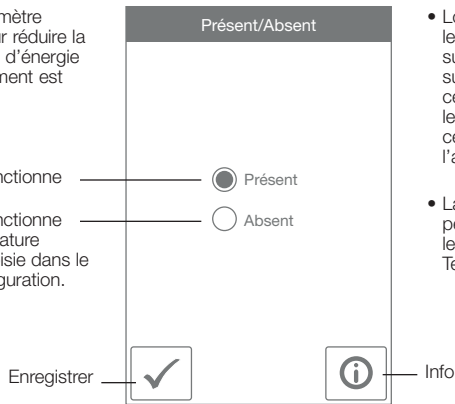 mètre
r réduire la
d'énergie
ment est
nctionne
nctionne
ature
isie dans le
guration.
Enregistrer
Présent/Absent
Présent
Absent
Info
• Lo
le
su
su
ce
le
ce
l'a
• La
pe
le
Te